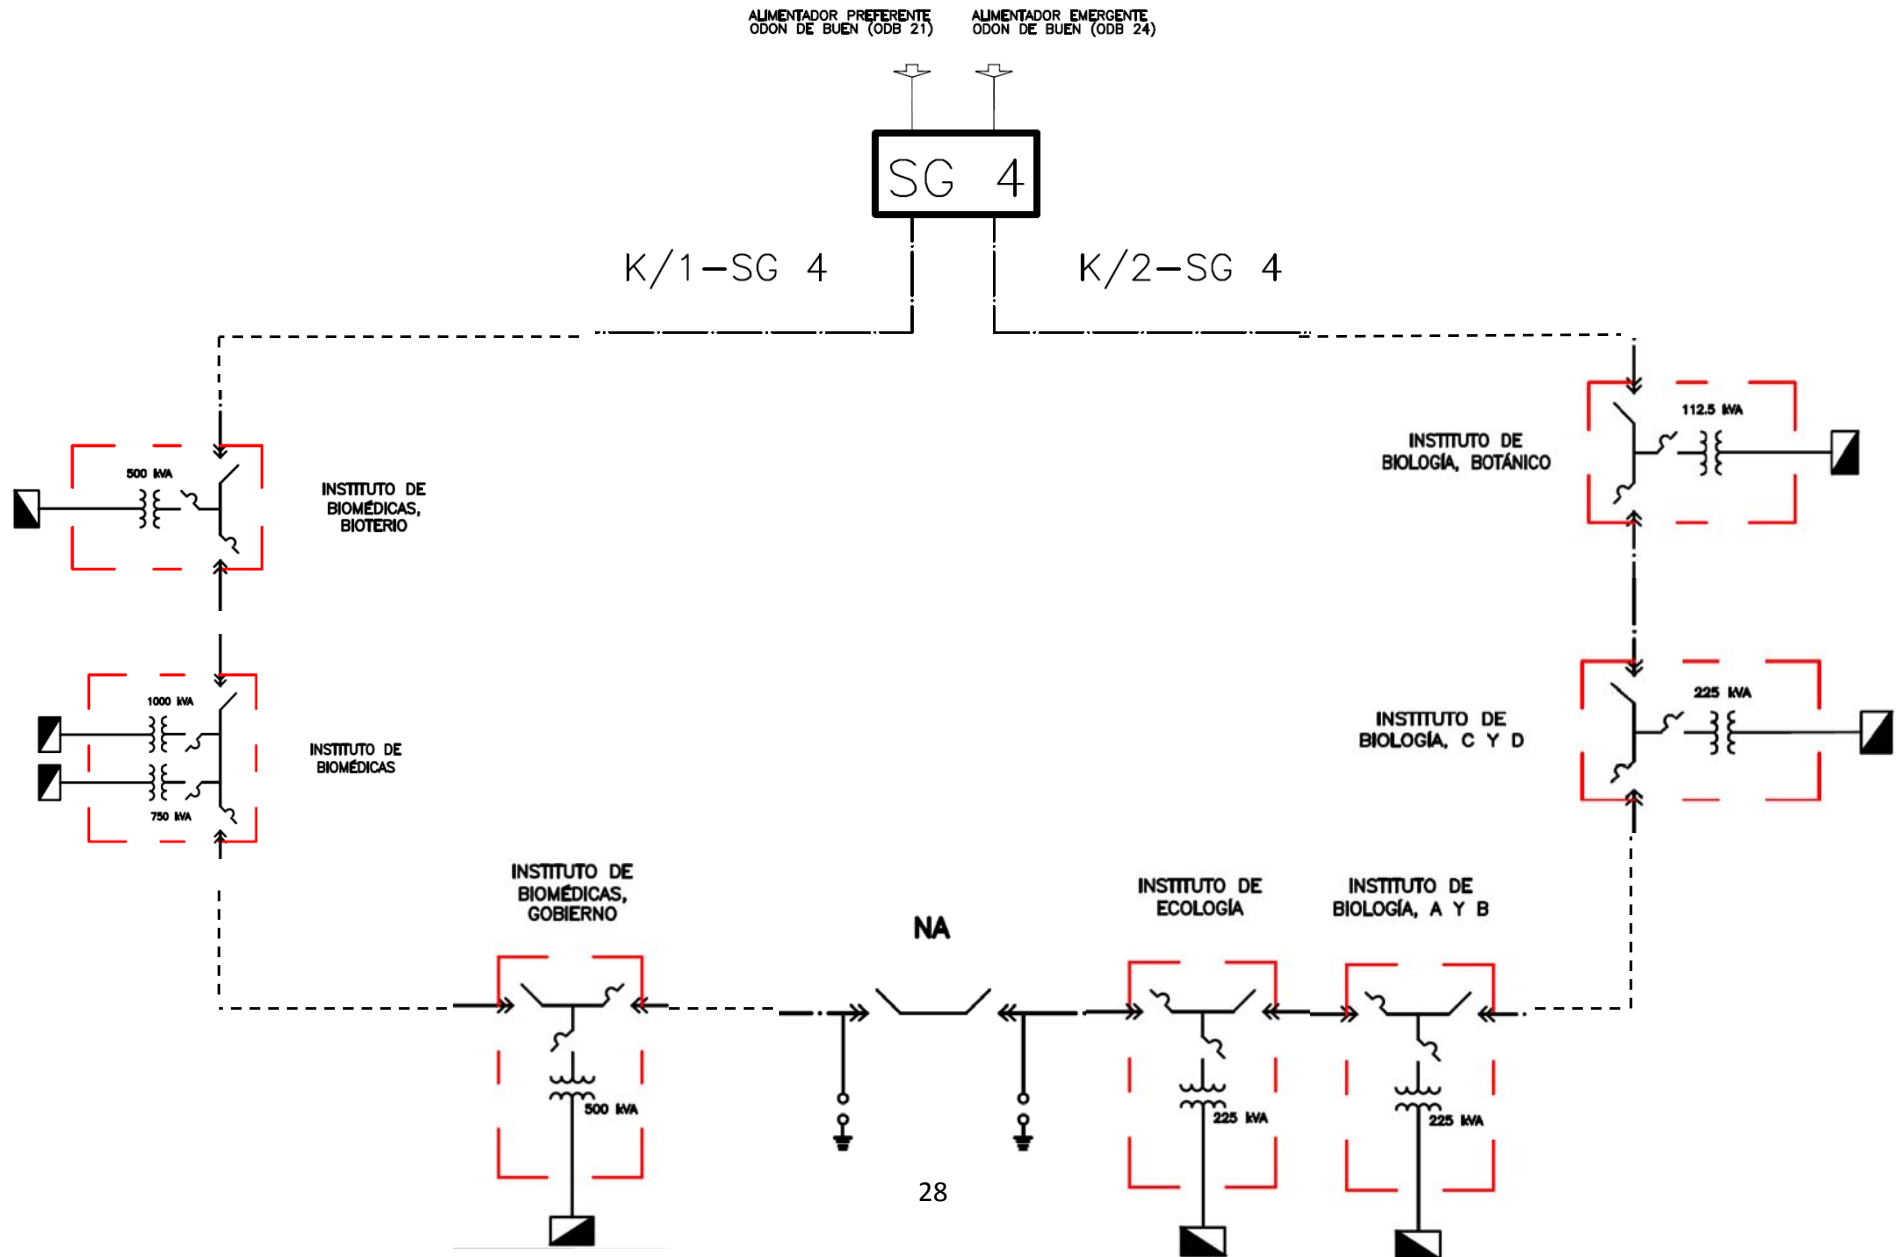 ALIMENTADOR PREFERENTE
ODON DE BUEN (ODB 21)
ALIMENTADOR EMERGENTE
ODON DE BUEN (ODB 24)
SG 4
K/1-SG 4
K/2-SG 4
500 kVA
INSTITUTO DE
BIOMÉDICAS,
BIOTERIO
INSTITUTO DE
BIOLOGÍA, BOTÁNICO
112.5 kVA
1000 kVA
750 kVA
INSTITUTO DE
BIOMÉDICAS
INSTITUTO DE
BIOLOGÍA, C Y D
225 kVA
INSTITUTO DE
BIOMÉDICAS,
GOBIERNO
500 kVA
NA
INSTITUTO DE
ECOLOGÍA
225 kVA
INSTITUTO DE
BIOLOGÍA, A Y B
225 kVA
28